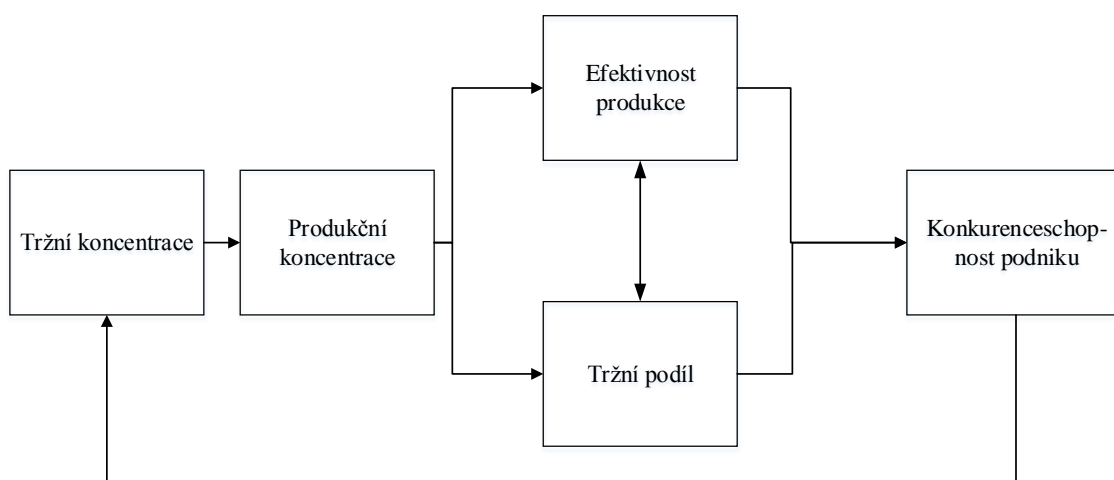 Efektivnost
produkce
Tržní koncentrace
Produkční
koncentrace
Konkurenceschop-
nost podniku
Tržní podíl